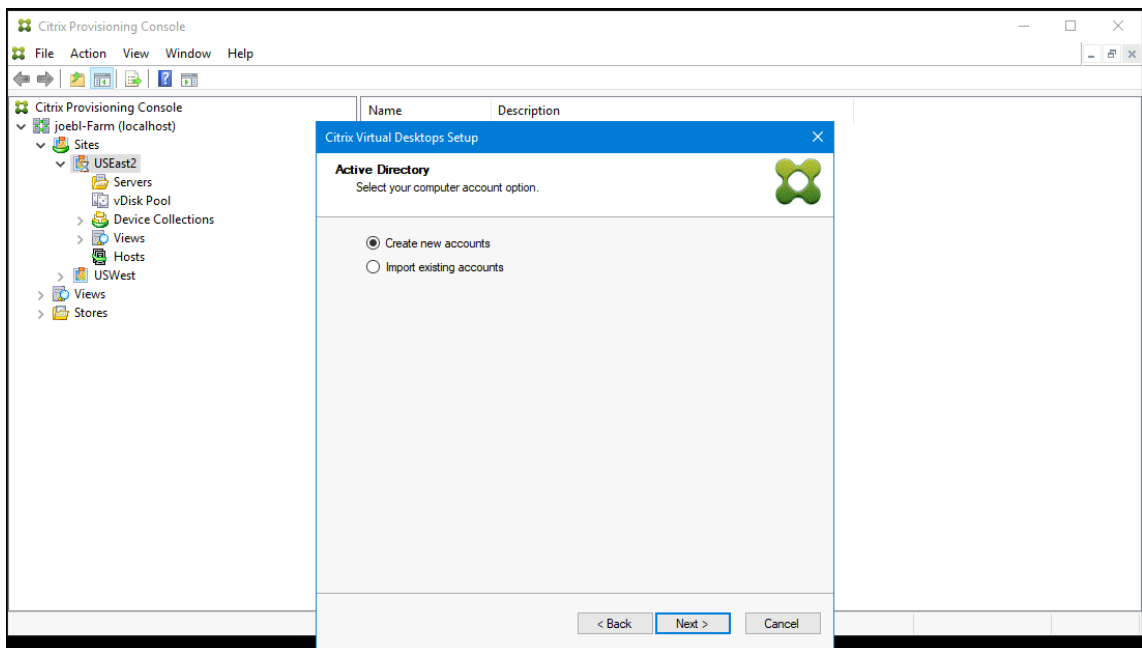 Citrix Provisioning Console
File Action View Window Help
Citrix Provisioning Console
joebl-Farm (localhost)
Sites
USEast2
Servers
vDisk Pool
Device Collections
Views
Hosts
USWest
Views
Stores
Name Description
Citrix Virtual Desktops Setup
Active Directory
Select your computer account option.
Create new accounts
Import existing accounts
< Back Next > Cancel